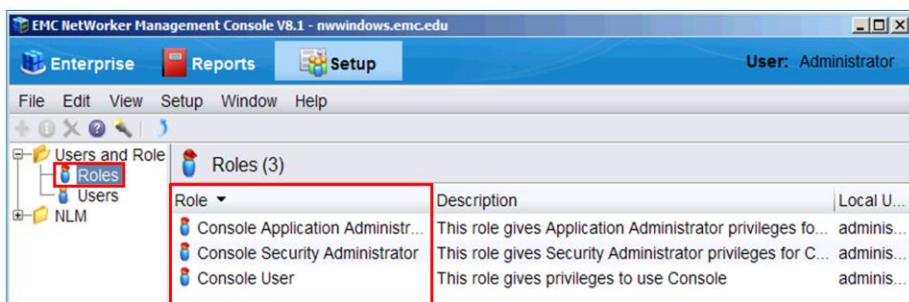 EMC NetWorker Management Console V8.1 - nwwindows.emc.edu
Enterprise Reports Setup User: Administrator
File Edit View Setup Window Help
Users and Role
Roles
Users
NLM
Roles (3)
Role Description Local U...
Console Application Administr... This role gives Application Administrator privileges fo... adminis...
Console Security Administrator This role gives Security Administrator privileges for C... adminis...
Console User This role gives privileges to use Console adminis...